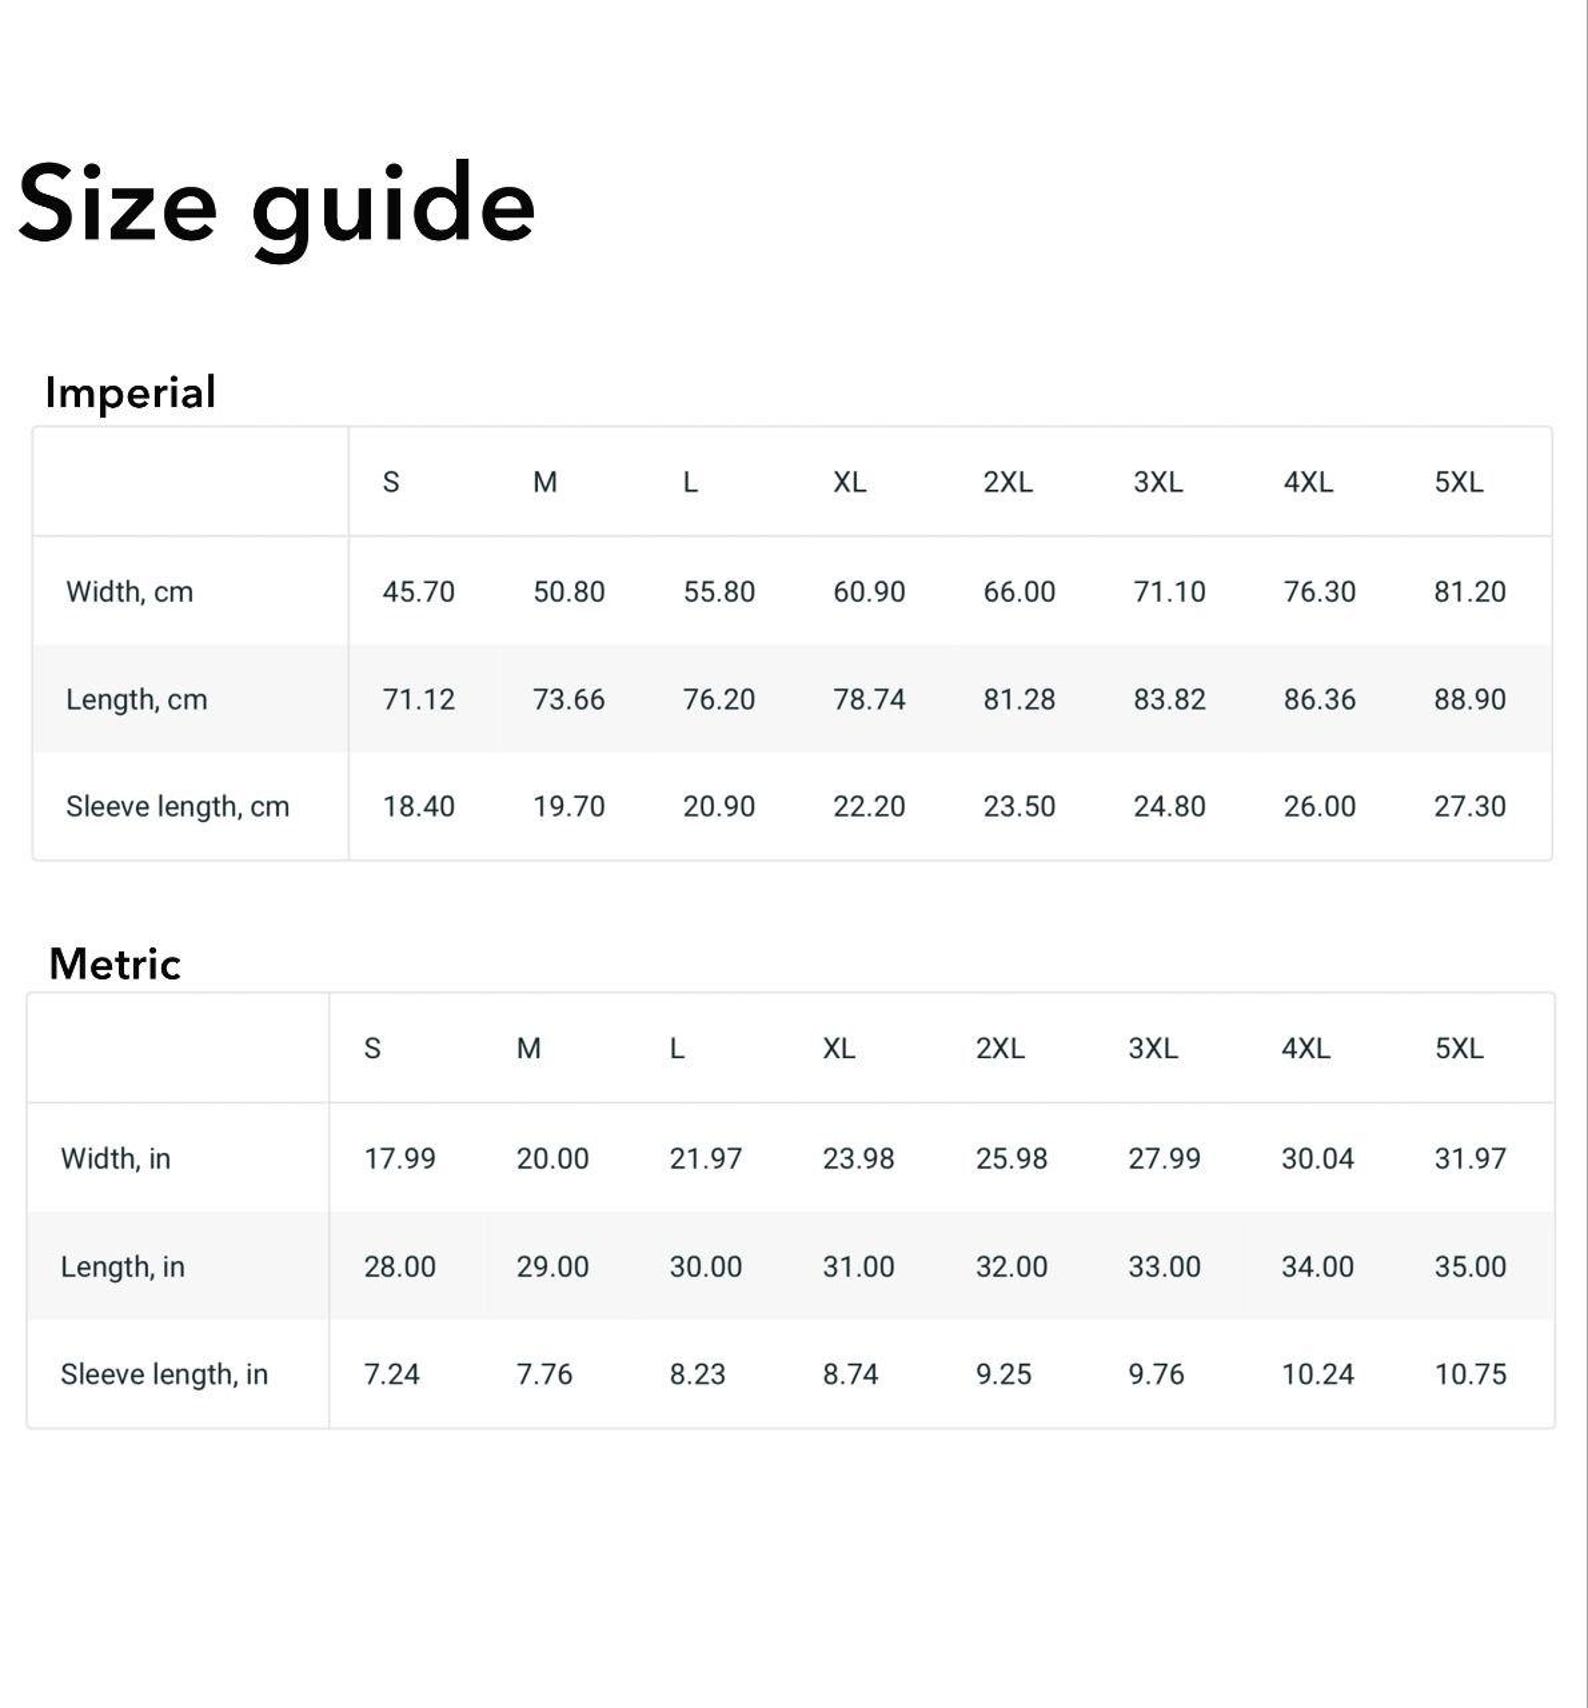 Size guide
Imperial
S M L XL 2XL 3XL 4XL 5XL
Width, cm 45.70 50.80 55.80 60.90 66.00 71.10 76.30 81.20
Length, cm 71.12 73.66 76.20 78.74 81.28 83.82 86.36 88.90
Sleeve length, cm 18.40 19.70 20.90 22.20 23.50 24.80 26.00 27.30
Metric
S M L XL 2XL 3XL 4XL 5XL
Width, in 17.99 20.00 21.97 23.98 25.98 27.99 30.04 31.97
Length, in 28.00 29.00 30.00 31.00 32.00 33.00 34.00 35.00
Sleeve length, in 7.24 7.76 8.23 8.74 9.25 9.76 10.24 10.75